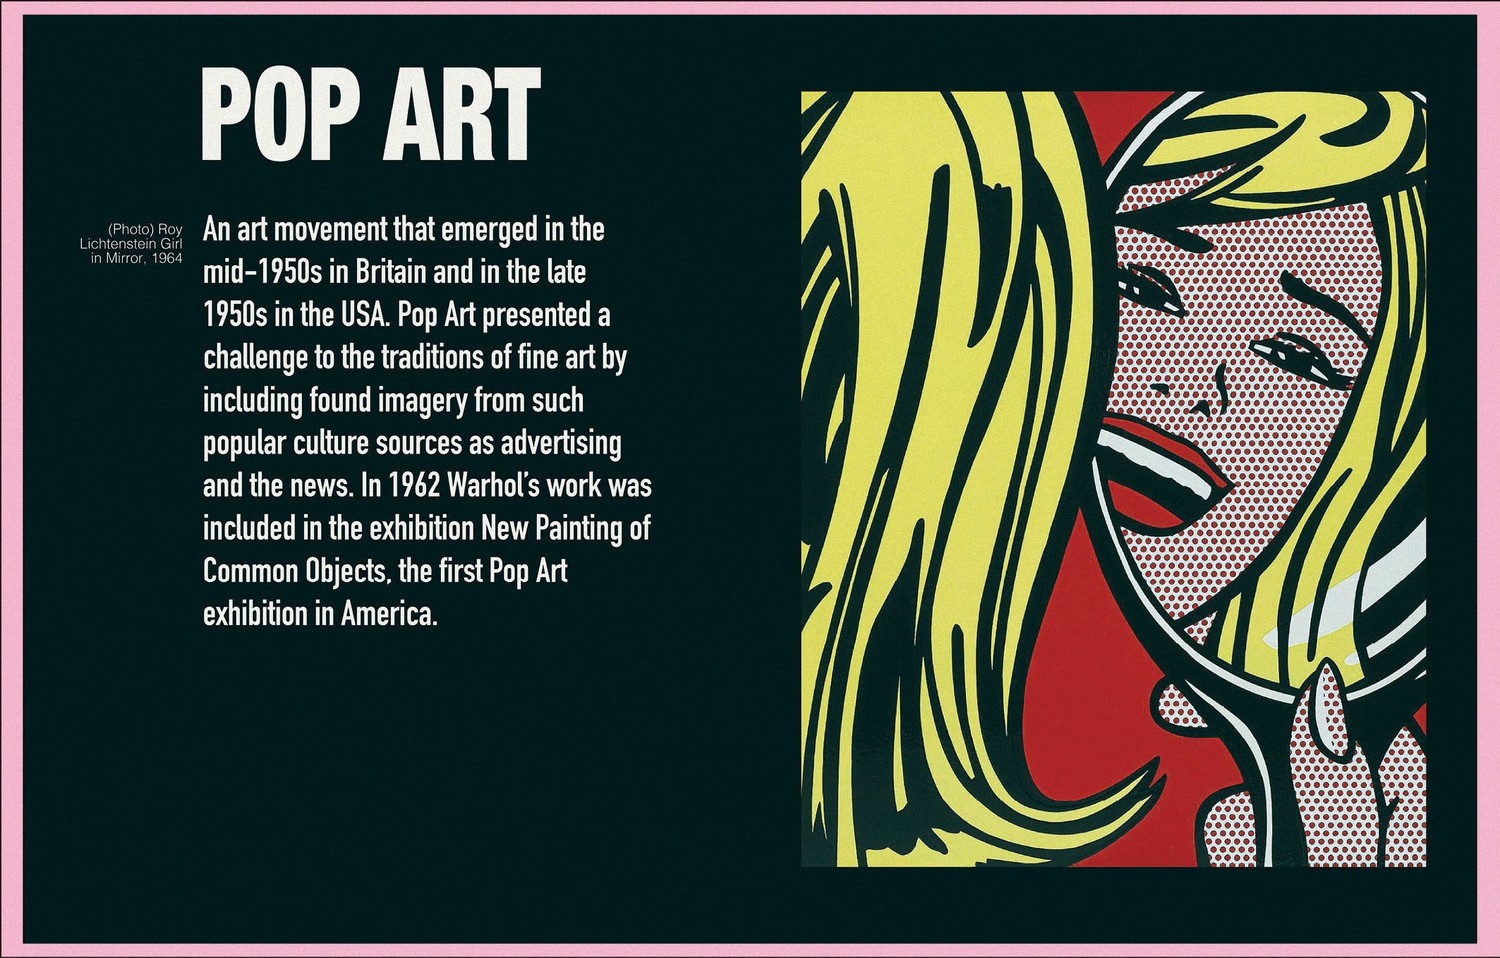 POP ART
(Photo) Roy
Lichtenstein Girl
in Mirror, 1964
An art movement that emerged in the
mid-1950s in Britain and in the late
1950s in the USA. Pop Art presented a
challenge to the traditions of fine art by
including found imagery from such
popular culture sources as advertising
and the news. In 1962 Warhol's work was
included in the exhibition New Painting of
Common Objects, the first Pop Art
exhibition in America.